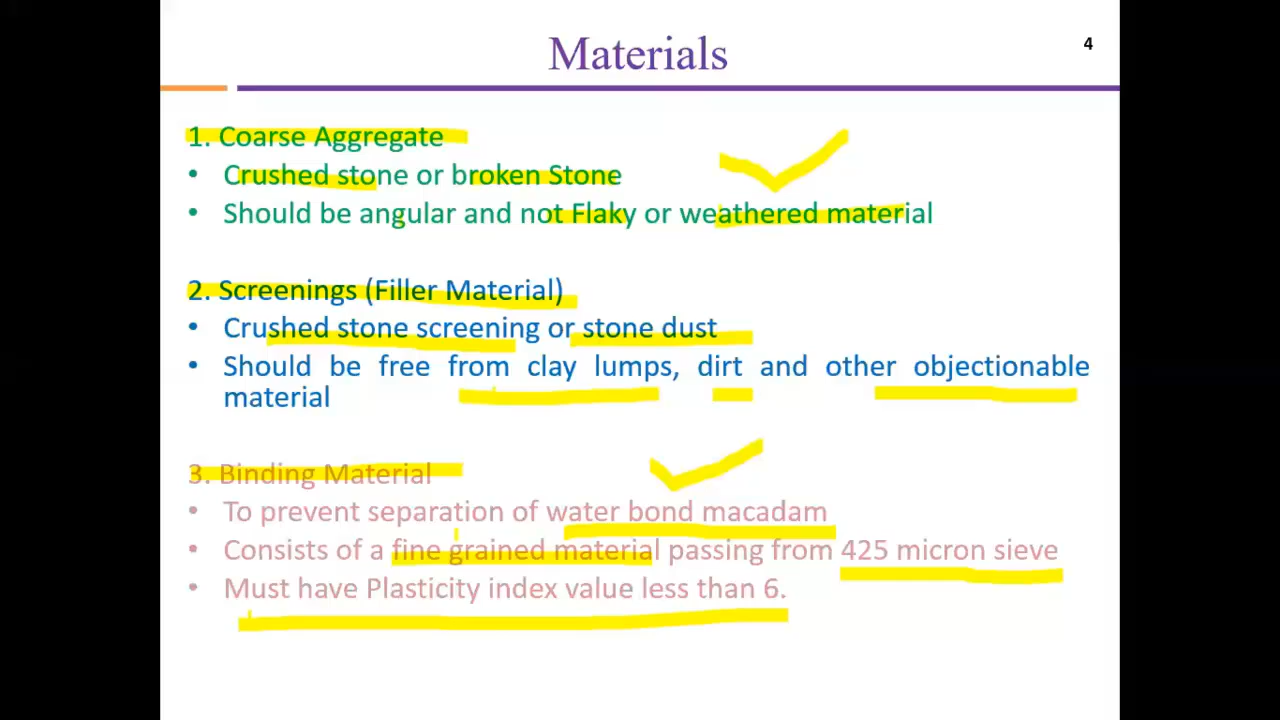 Materials
4
1. Coarse Aggregate
• Crushed stone or broken Stone
• Should be angular and not Flaky or weathered material
2. Screenings (Filler Material)
• Crushed stone screening or stone dust
• Should be free from clay lumps, dirt and other objectionable
material
3. Binding Material
• To prevent separation of water bond macadam
• Consists of a fine grained material passing from 425 micron sieve
• Must have Plasticity index value less than 6.